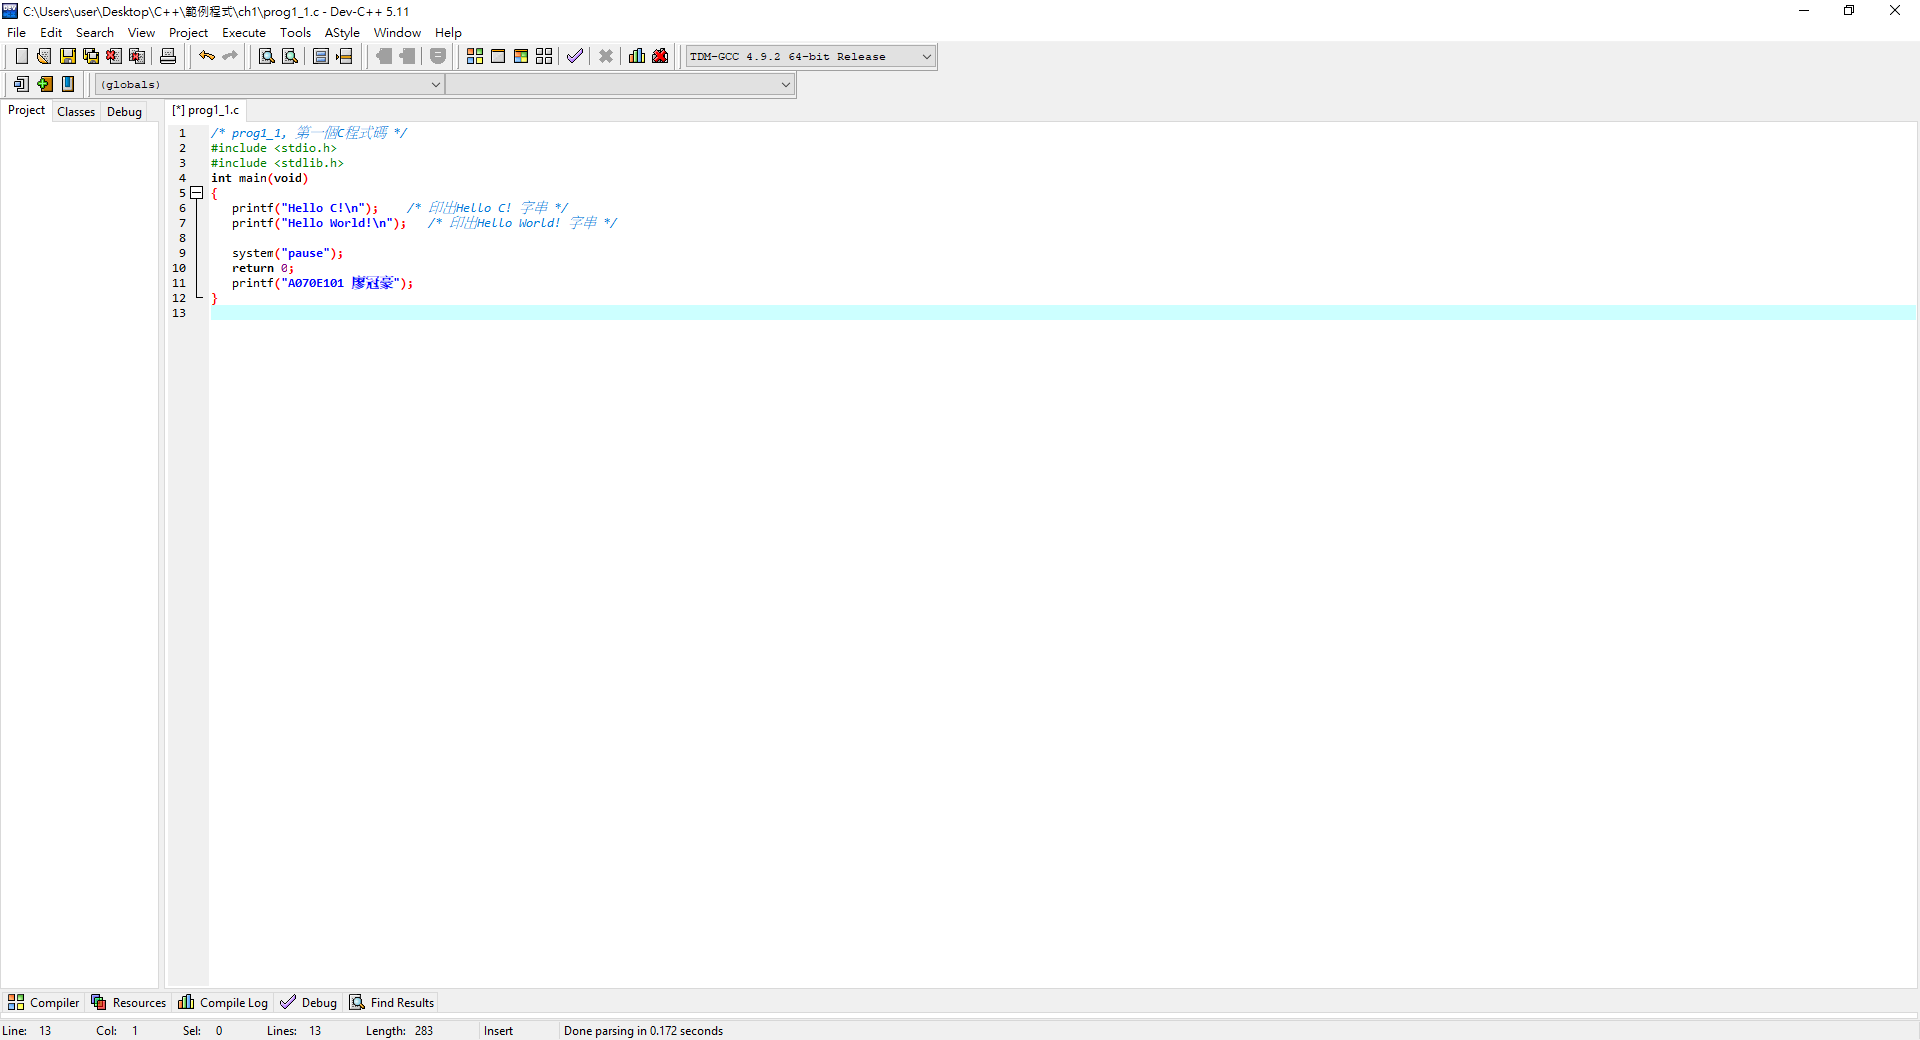 C:\Users\user\Desktop\C++\範例程式\ch1\prog1_1.c - Dev-C++ 5.11
File Edit Search View Project Execute Tools AStyle Window Help
TDM-GCC 4.9.2 64-bit Release
(globals)
Project Classes Debug
[*] prog1_1.c
1 /* prog1_1, 第一個C程式碼 */
2 #include <stdio.h>
3 #include <stdlib.h>
4 int main(void)
5 {
6 printf("Hello C!\n"); /* 印出Hello C! 字串 */
7 printf("Hello World!\n"); /* 印出Hello World! 字串 */
8
9 system("pause");
10 return 0;
11 printf("A070E101 廖冠豪");
12 }
13
Compiler Resources Compile Log Debug Find Results
Line: 13 Col: 1 Sel: 0 Lines: 13 Length: 283 Insert Done parsing in 0.172 seconds